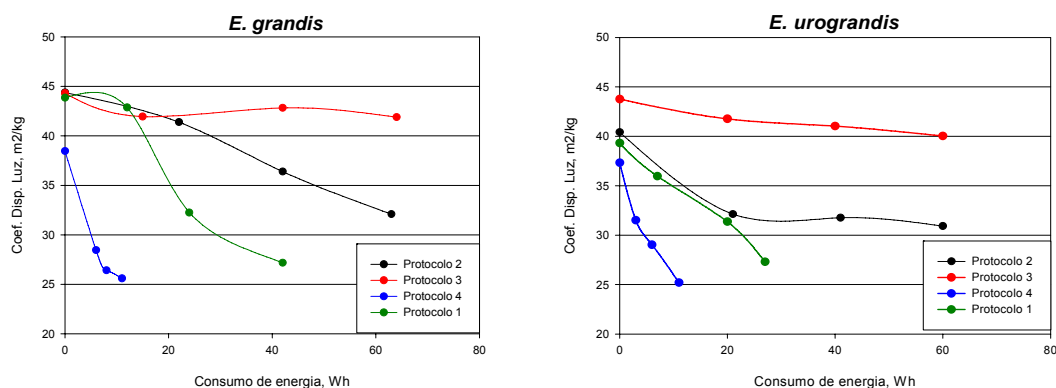 E. grandis
50
45
40
35
30
25
20
Coef. Disp. Luz, m2/kg
Protocolo 2
Protocolo 3
Protocolo 4
Protocolo 1
0 20 40 60 80
Consumo de energia, Wh
E. urograndis
50
45
40
35
30
25
20
Coef. Disp. Luz, m2/kg
Protocolo 2
Protocolo 3
Protocolo 4
Protocolo 1
0 20 40 60 80
Consumo de energia, Wh